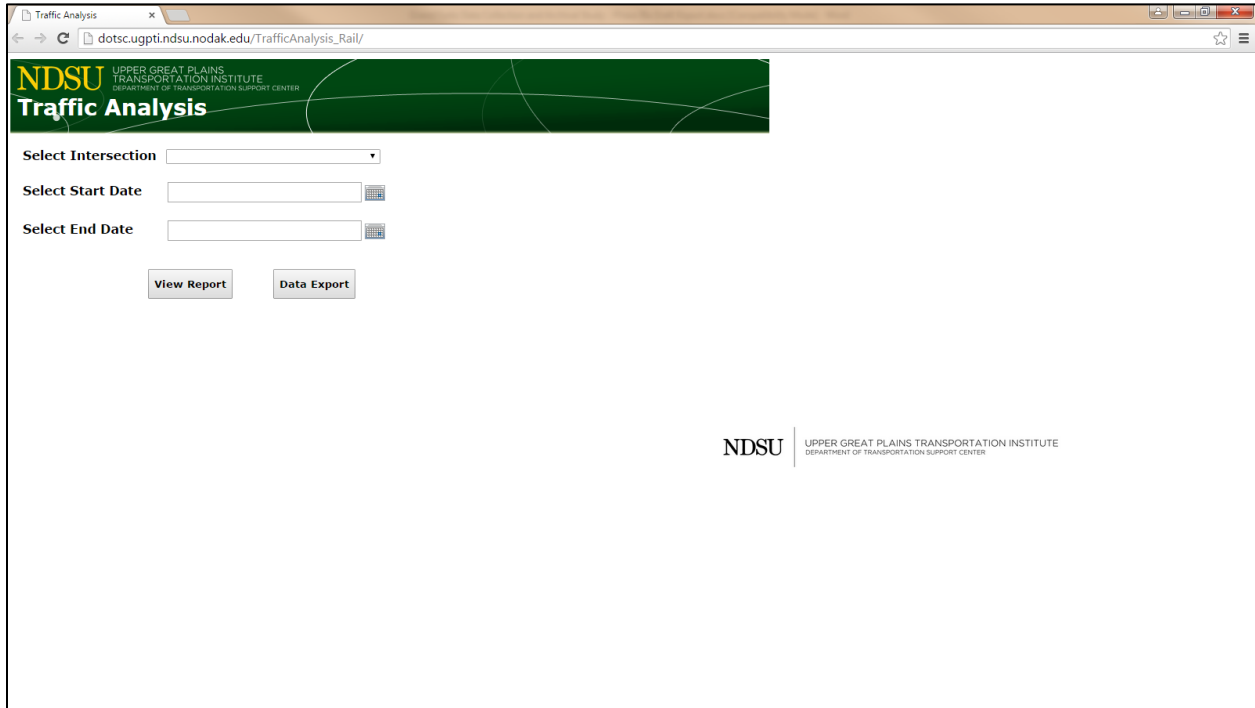 Traffic Analysis
dotsc.ugpti.ndsu.nodak.edu/TrafficAnalysis_Rail/
NDSU
UPPER GREAT PLAINS
TRANSPORTATION INSTITUTE
DEPARTMENT OF TRANSPORTATION SUPPORT CENTER
Traffic Analysis
Select Intersection
Select Start Date
Select End Date
View Report Data Export
NDSU
UPPER GREAT PLAINS TRANSPORTATION INSTITUTE
DEPARTMENT OF TRANSPORTATION SUPPORT CENTER